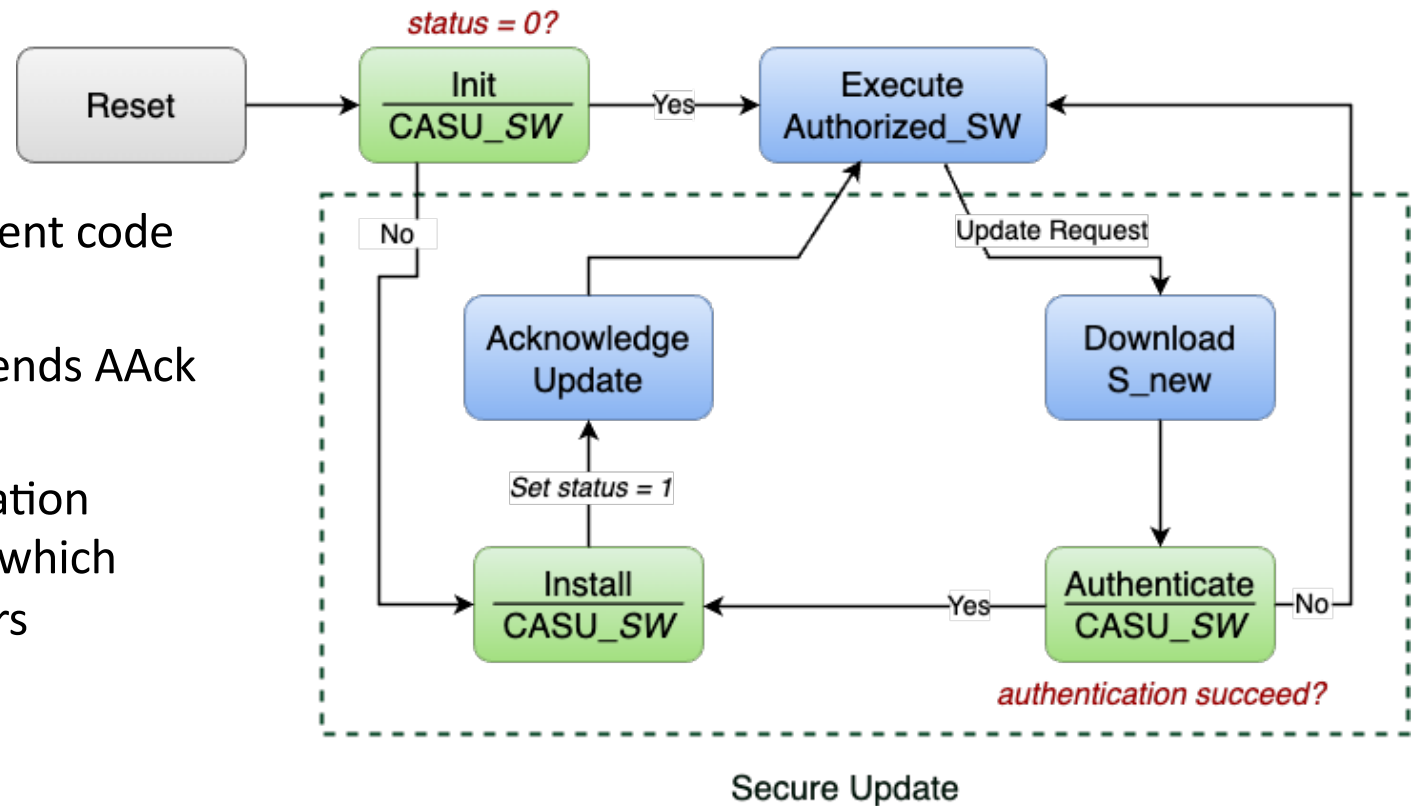 status = 0?
Reset
Init
CASU_SW
Yes
Execute
Authorized_SW
ent code
ends AAck
ation
which
rs
No
Update Request
Acknowledge
Update
Download
S_new
Set status = 1
Install
CASU_SW
Yes
Authenticate
CASU_SW
No
authentication succeed?
Secure Update